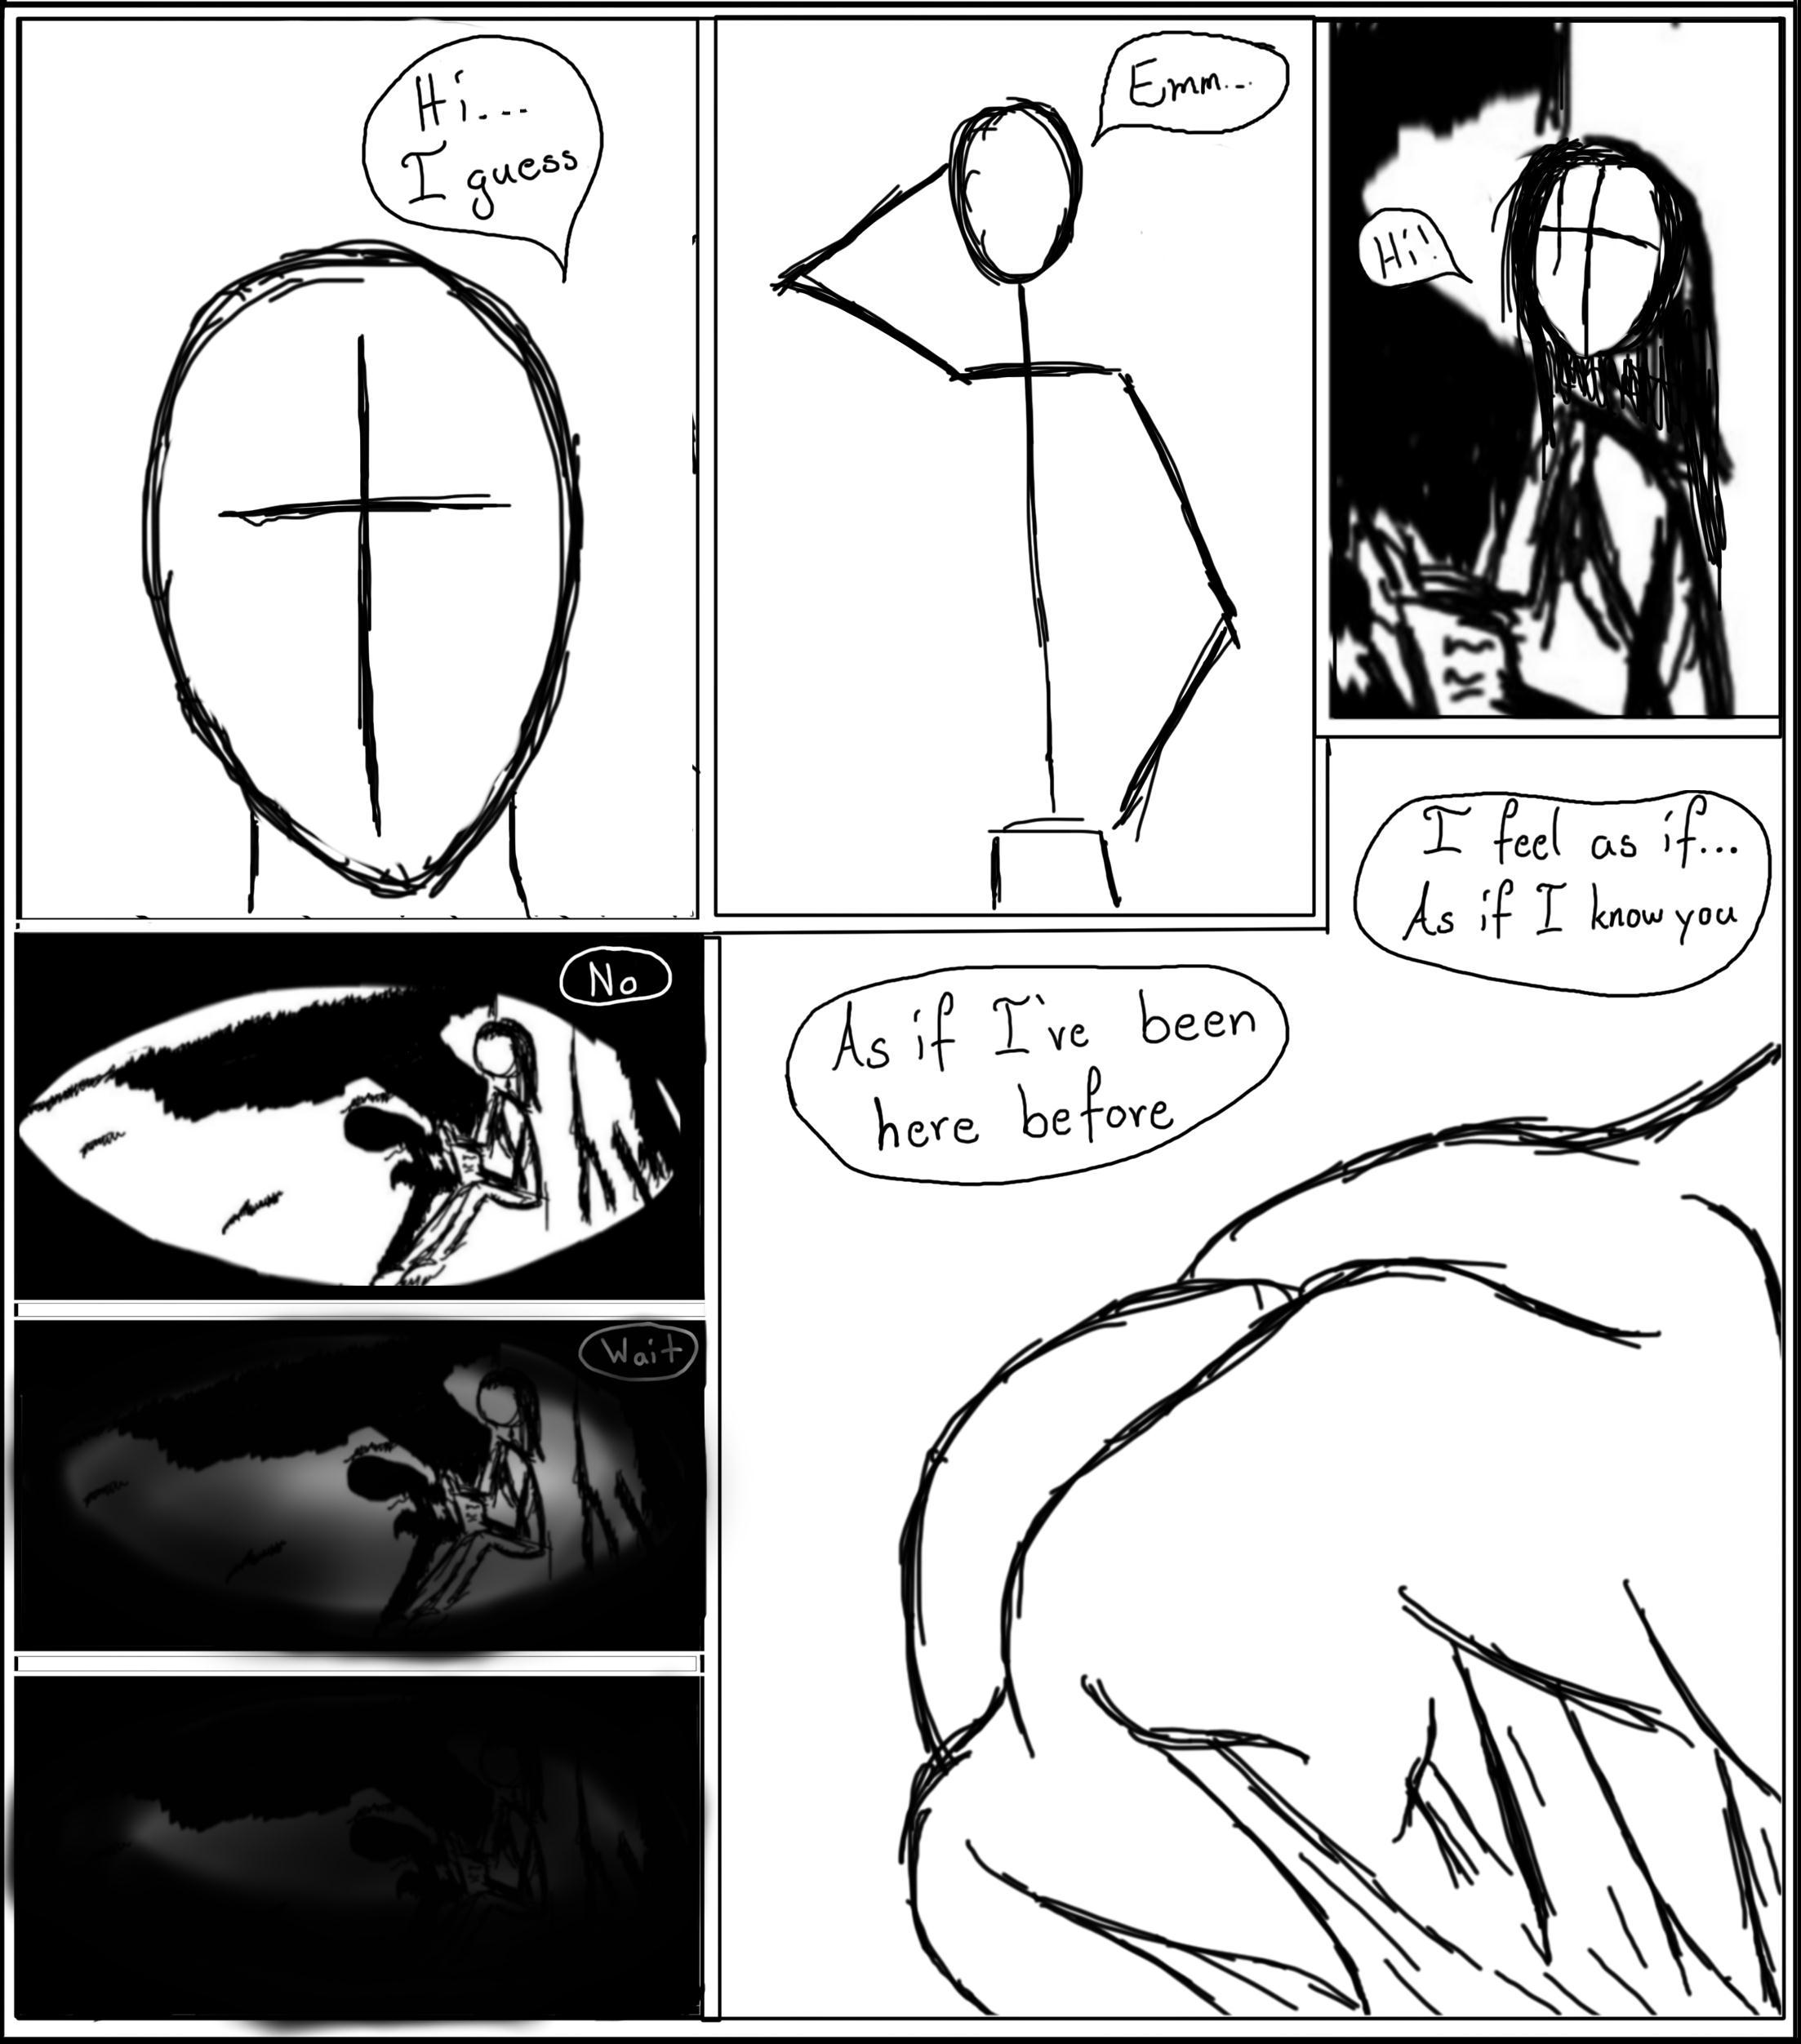 Hi!
Emm...
Hi...
I guess
I feel as if...
As if I know you
As if I've been
here before
No
Wait